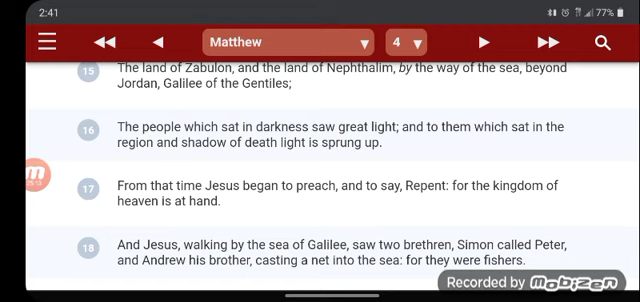 2:41
77%
Matthew
4
15 The land of Zabulon, and the land of Nephthalim, by the way of the sea, beyond
Jordan, Galilee of the Gentiles;
16 The people which sat in darkness saw great light; and to them which sat in the
region and shadow of death light is sprung up.
m
17 From that time Jesus began to preach, and to say, Repent: for the kingdom of
heaven is at hand.
18 And Jesus, walking by the sea of Galilee, saw two brethren, Simon called Peter,
and Andrew his brother, casting a net into the sea: for they were fishers.
Recorded by Mobizen